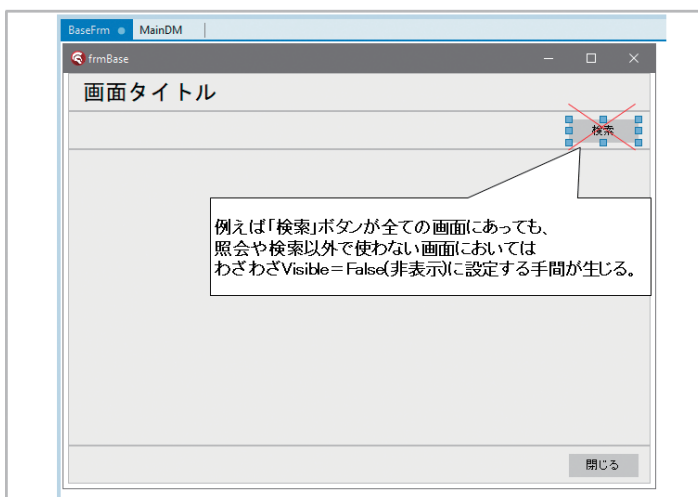 BaseFrm
MainDM
frmBase
画面タイトル
検索
例えば「検索」ボタンが全ての画面にあっても、
照会や検索以外で使わない画面においては
わざわざVisible=False(非表示)に設定する手間が生じる。
閉じる